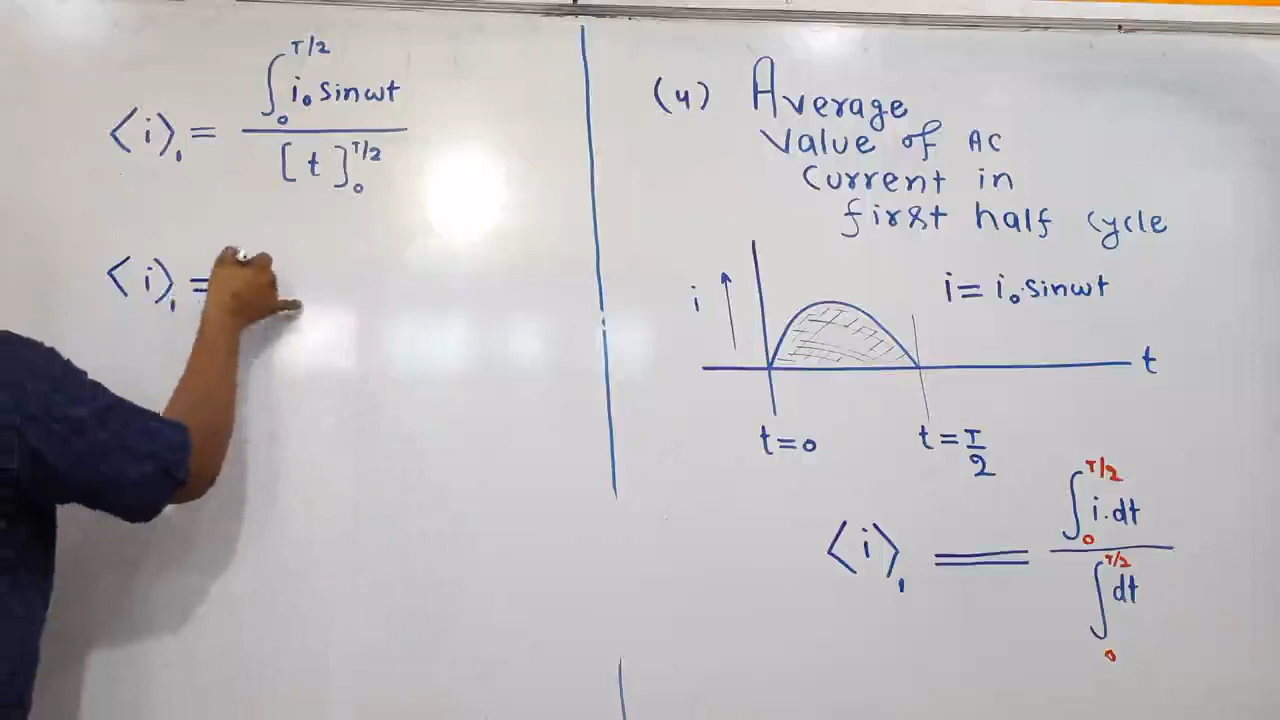 ⟨i⟩₁ = ∫₀^T/2 i₀ sinωt / [t]₀^T/2
⟨i⟩₁ =
(4) Average
Value of AC
Current in
first half cycle
i = i₀ sinωt
i
t
t=0
t=T/2
⟨i⟩₁ = ∫₀^T/2 i.dt / ∫₀^T/2 dt